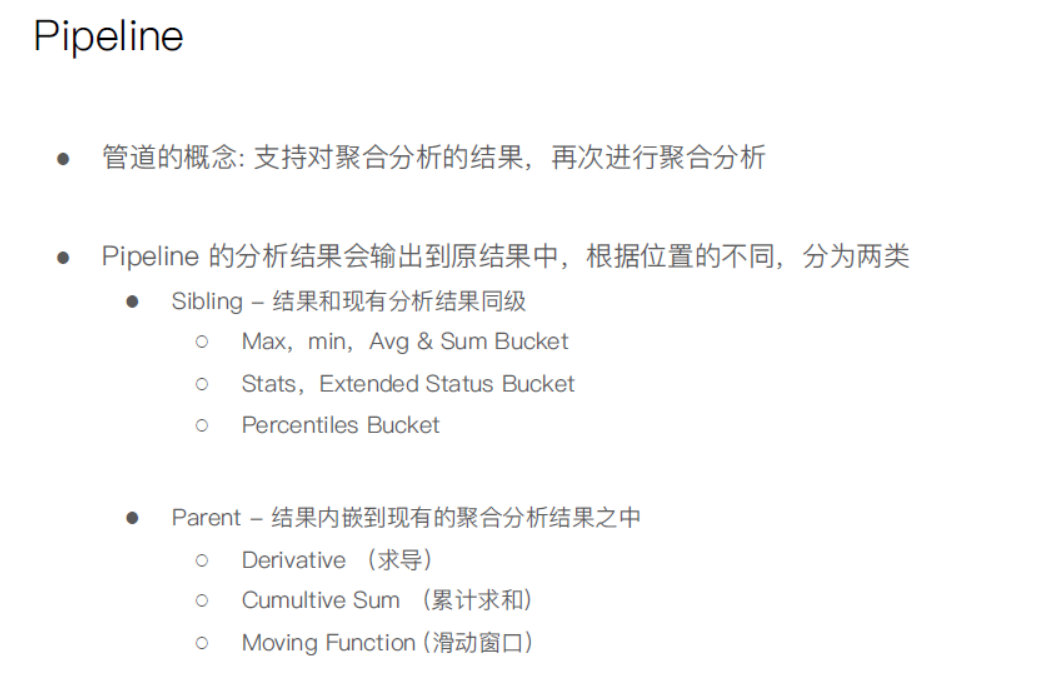 Pipeline
● 管道的概念: 支持对聚合分析的结果，再次进行聚合分析
● Pipeline 的分析结果会输出到原结果中，根据位置的不同，分为两类
● Sibling – 结果和现有分析结果同级
○ Max，min，Avg & Sum Bucket
○ Stats，Extended Status Bucket
○ Percentiles Bucket
● Parent – 结果内嵌到现有的聚合分析结果之中
○ Derivative （求导）
○ Cumultive Sum （累计求和）
○ Moving Function（滑动窗口）